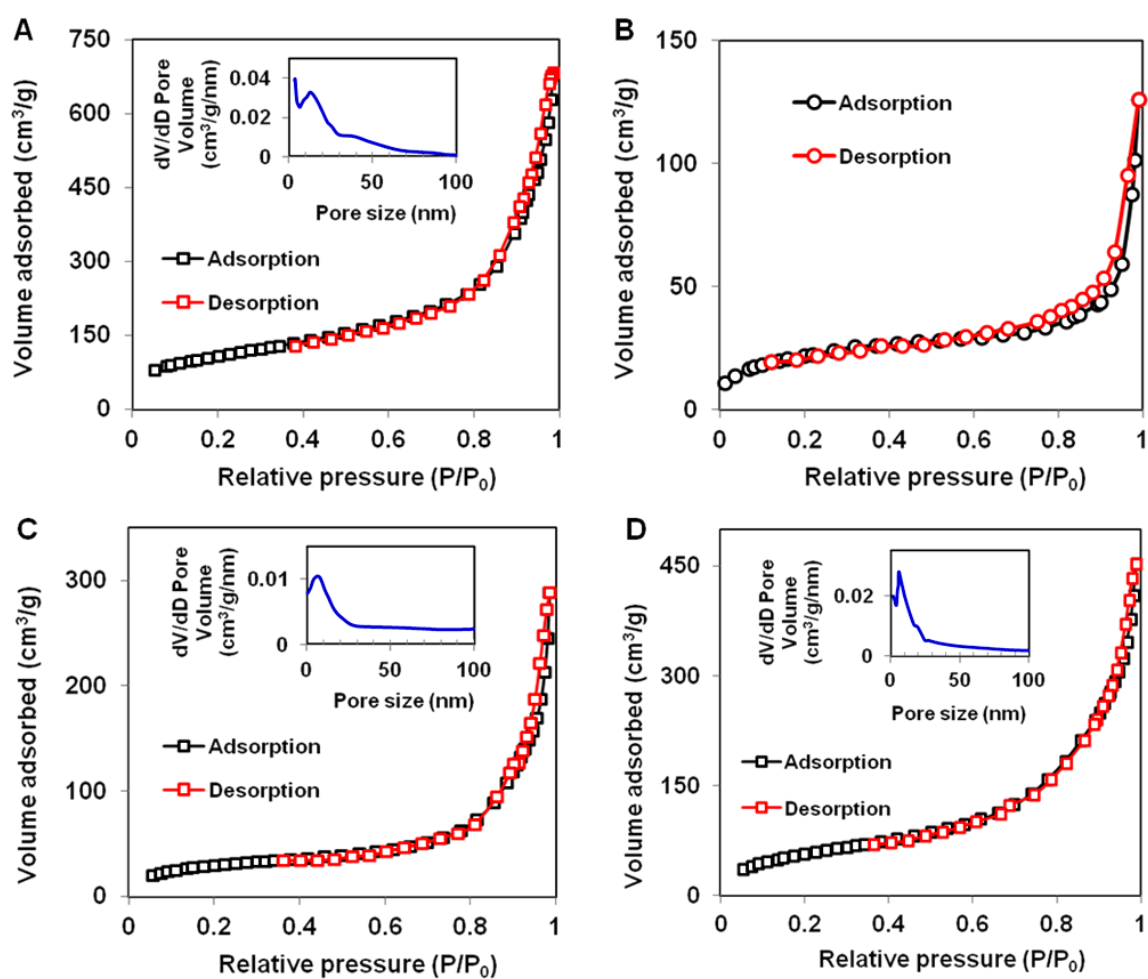 A
Volume adsorbed (cm³/g)
750
600
450
300
150
0
0
0.2
0.4
0.6
0.8
1
Relative pressure (P/P₀)
dV/dD Pore
Volume
(cm³/g/nm)
0.04
0.02
0
0
50
100
Pore size (nm)
Adsorption
Desorption
B
Volume adsorbed (cm³/g)
150
100
50
0
0
0.2
0.4
0.6
0.8
1
Relative pressure (P/P₀)
Adsorption
Desorption
C
Volume adsorbed (cm³/g)
300
200
100
0
0
0.2
0.4
0.6
0.8
1
Relative pressure (P/P₀)
dV/dD Pore
Volume
(cm³/g/nm)
0.01
0
0
50
100
Pore size (nm)
Adsorption
Desorption
D
Volume adsorbed (cm³/g)
450
300
150
0
0
0.2
0.4
0.6
0.8
1
Relative pressure (P/P₀)
dV/dD Pore
Volume
(cm³/g/nm)
0.02
0
0
50
100
Pore size (nm)
Adsorption
Desorption